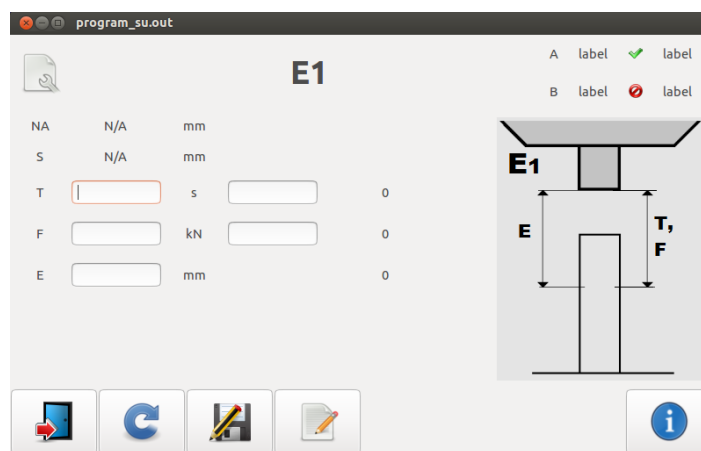 program_su.out
E1
A label label
B label label
NA N/A mm
S N/A mm
T s 0
F kN 0
E mm 0
E1
E
T,
F
i